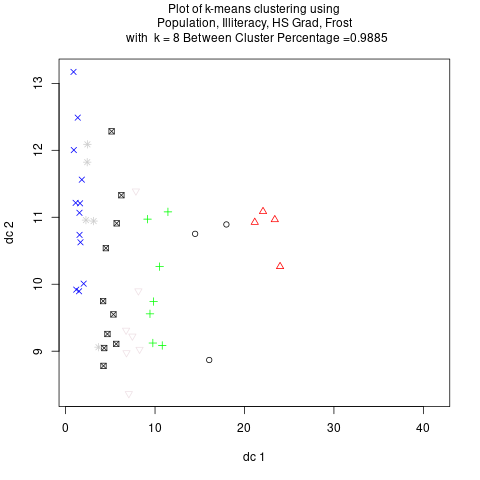 Plot of k-means clustering using
Population, Illiteracy, HS Grad, Frost
with  k = 8 Between Cluster Percentage =0.9885
13
12
11
10
9
dc 2
0 10 20 30 40
dc 1